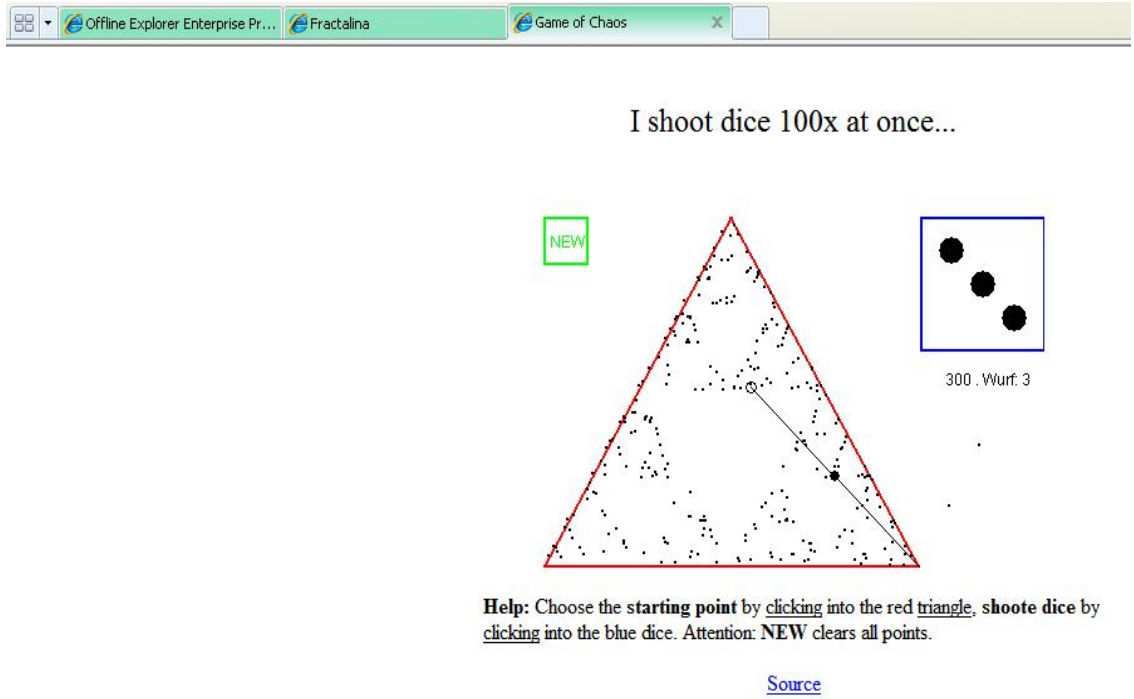 Offline Explorer Enterprise Pr... Fractalina Game of Chaos
I shoot dice 100x at once...
NEW
300 . Wurf: 3
Help: Choose the starting point by clicking into the red triangle, shoote dice by
clicking into the blue dice. Attention: NEW clears all points.
Source